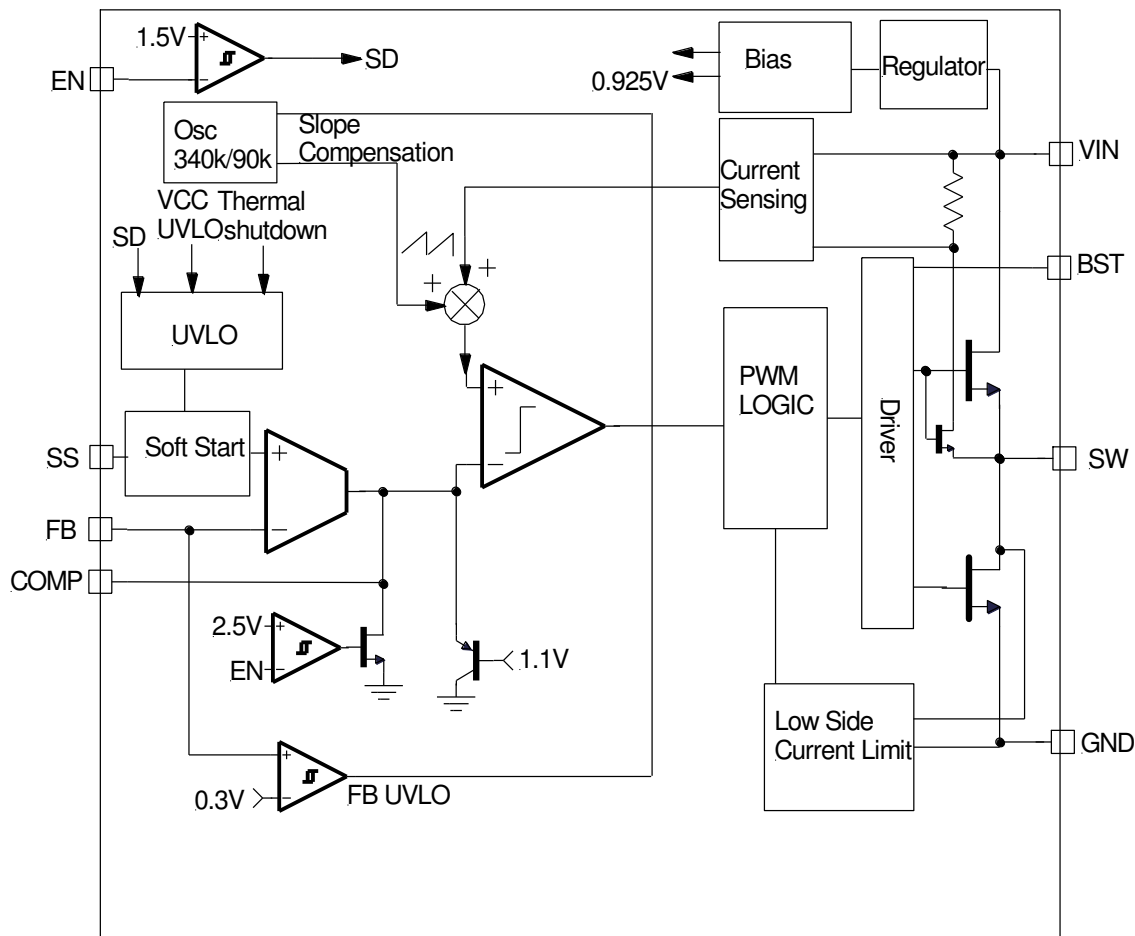 1.5V
+
−
EN
SD
Bias
0.925V
Regulator
Osc
340k/90k
Slope
Compensation
Current
Sensing
VIN
VCC Thermal
UVLO shutdown
SD
+
+
BST
UVLO
PWM
LOGIC
Driver
+
−
Soft Start
SS
+
−
SW
FB
COMP
2.5V
+
EN
−
1.1V
Low Side
Current Limit
GND
+
0.3V
−
FB UVLO